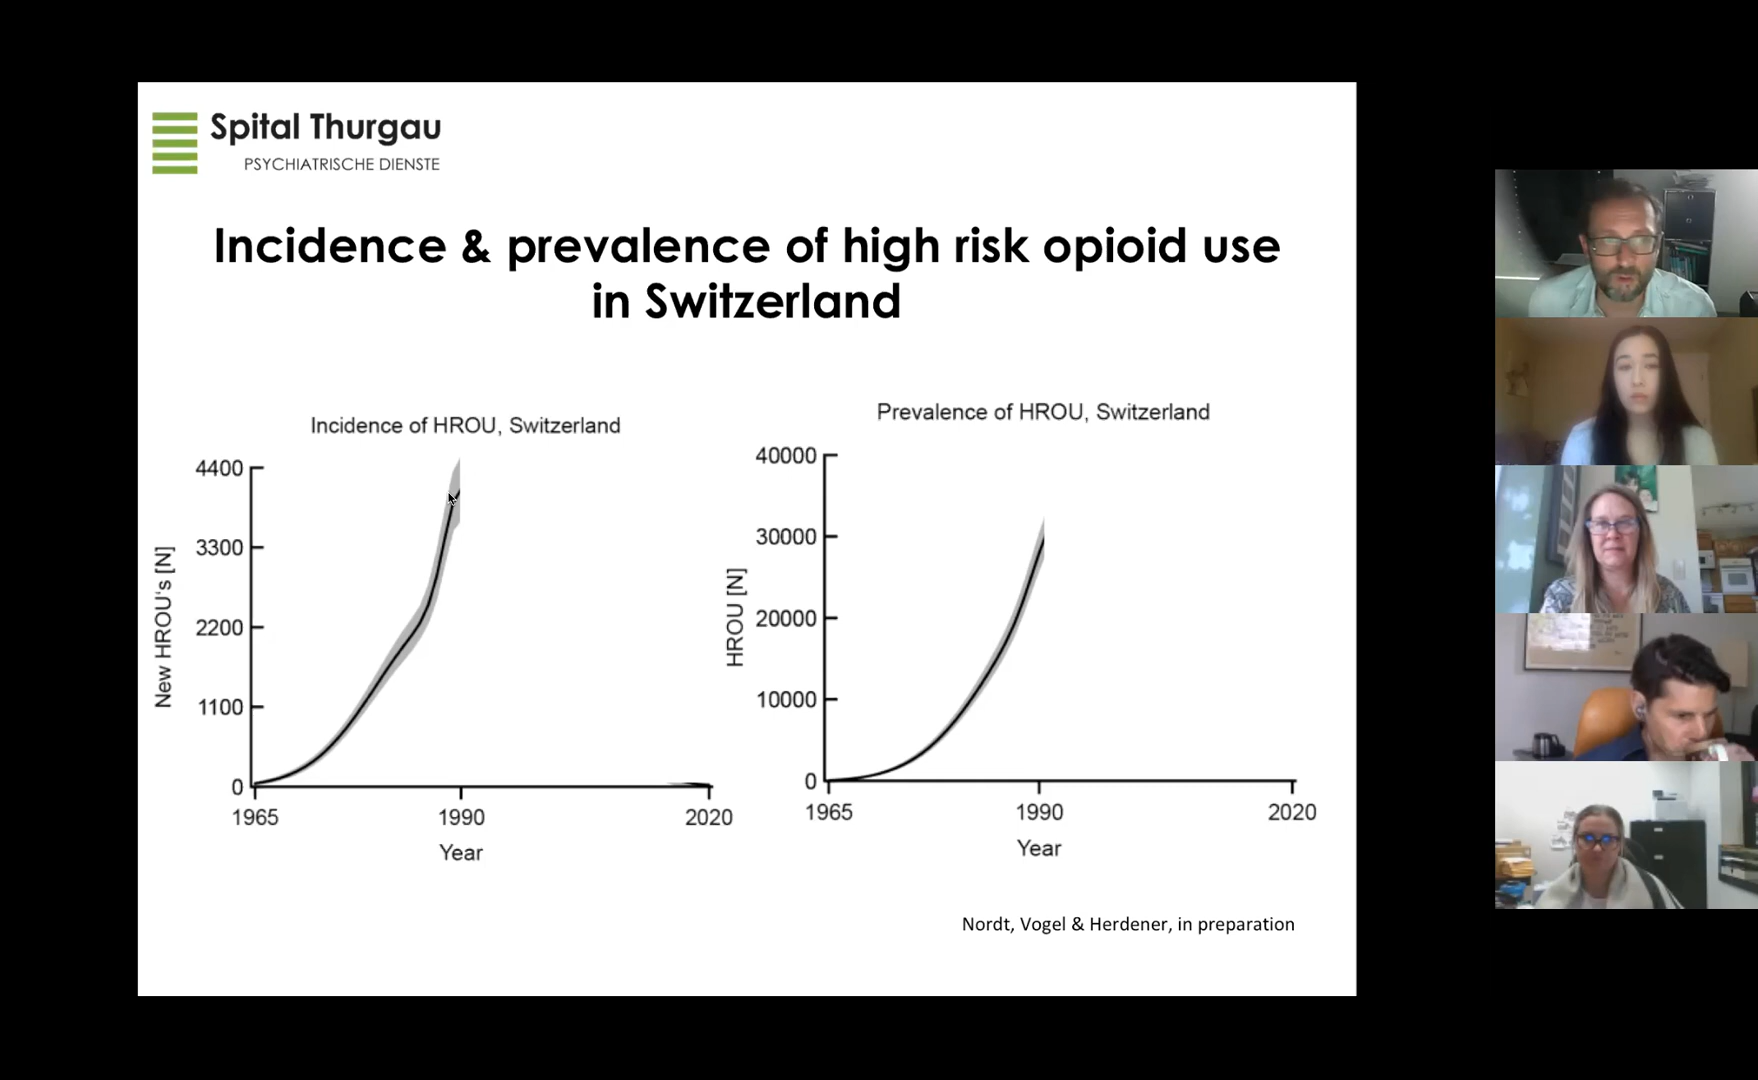 Spital Thurgau
PSYCHIATRISCHE DIENSTE
Incidence & prevalence of high risk opioid use
in Switzerland
Incidence of HROU, Switzerland
New HROU's [N]
4400
3300
2200
1100
0
1965
1990
2020
Year
Prevalence of HROU, Switzerland
HROU [N]
40000
30000
20000
10000
0
1965
1990
2020
Year
Nordt, Vogel & Herdener, in preparation